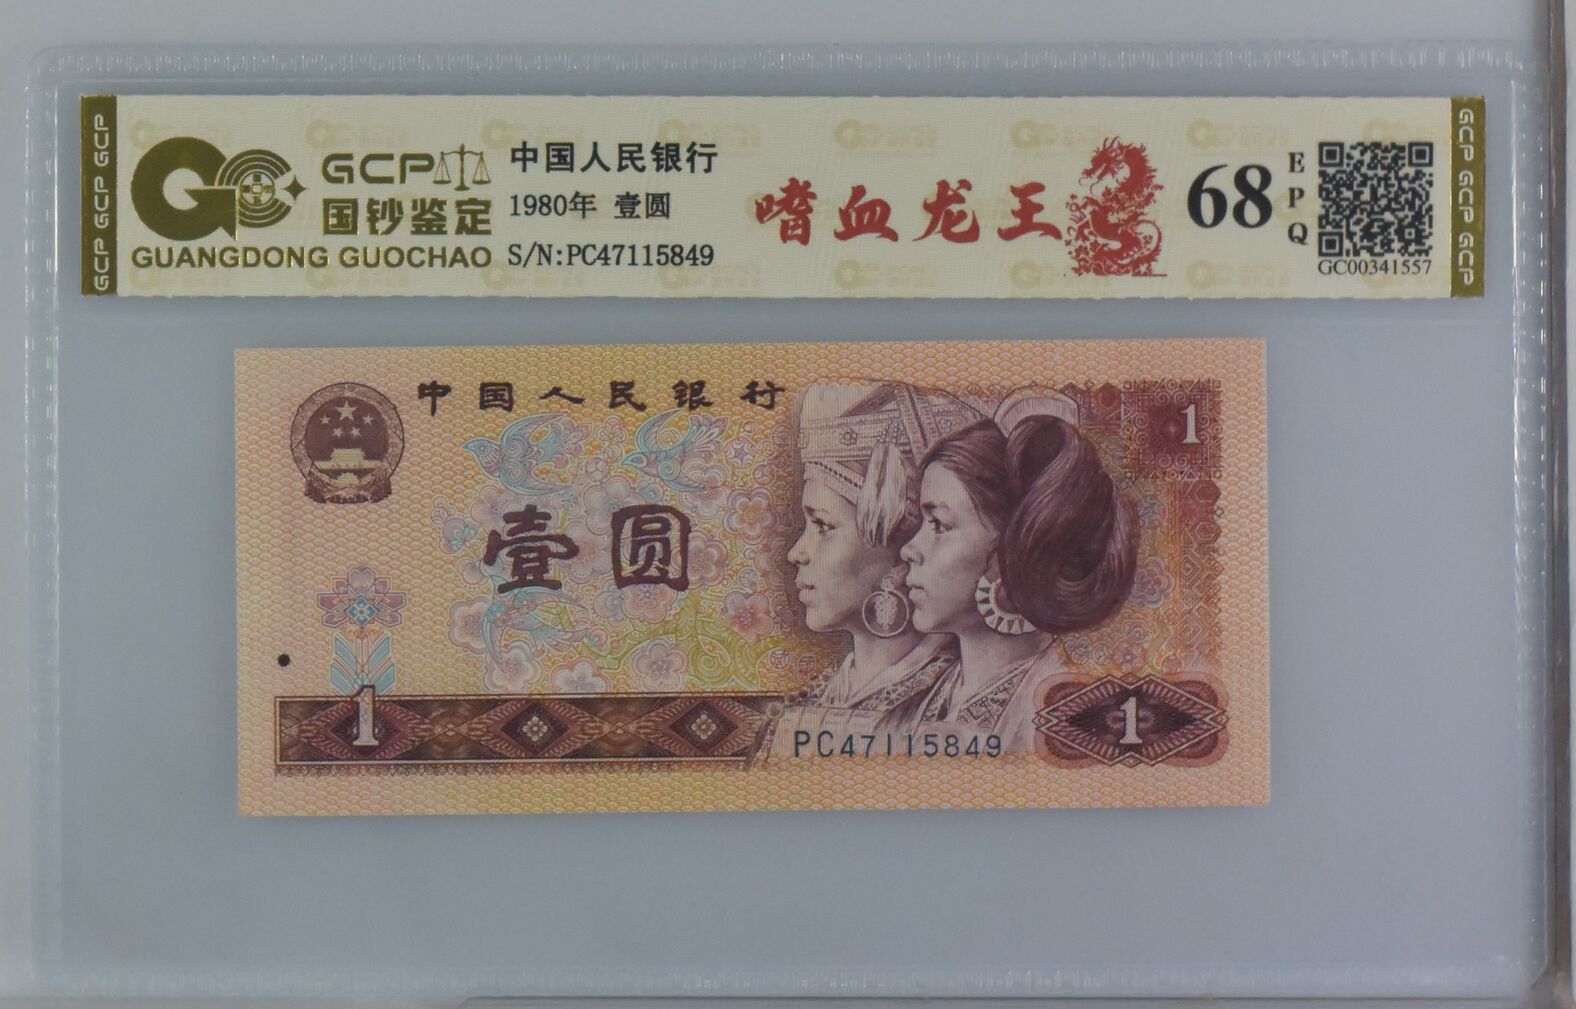 GCP GCP GCP
GCP
国钞鉴定
GUANGDONG GUOCHAO
中国人民银行
1980年 壹圆
S/N:PC47115849
嗜血龙王
68
EPQ
GC00341557
GCP GCP GCP
中国人民银行
1
壹圆
1
PC47115849
1